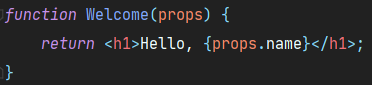 function Welcome(props) {
    return <h1>Hello, {props.name}</h1>;
}